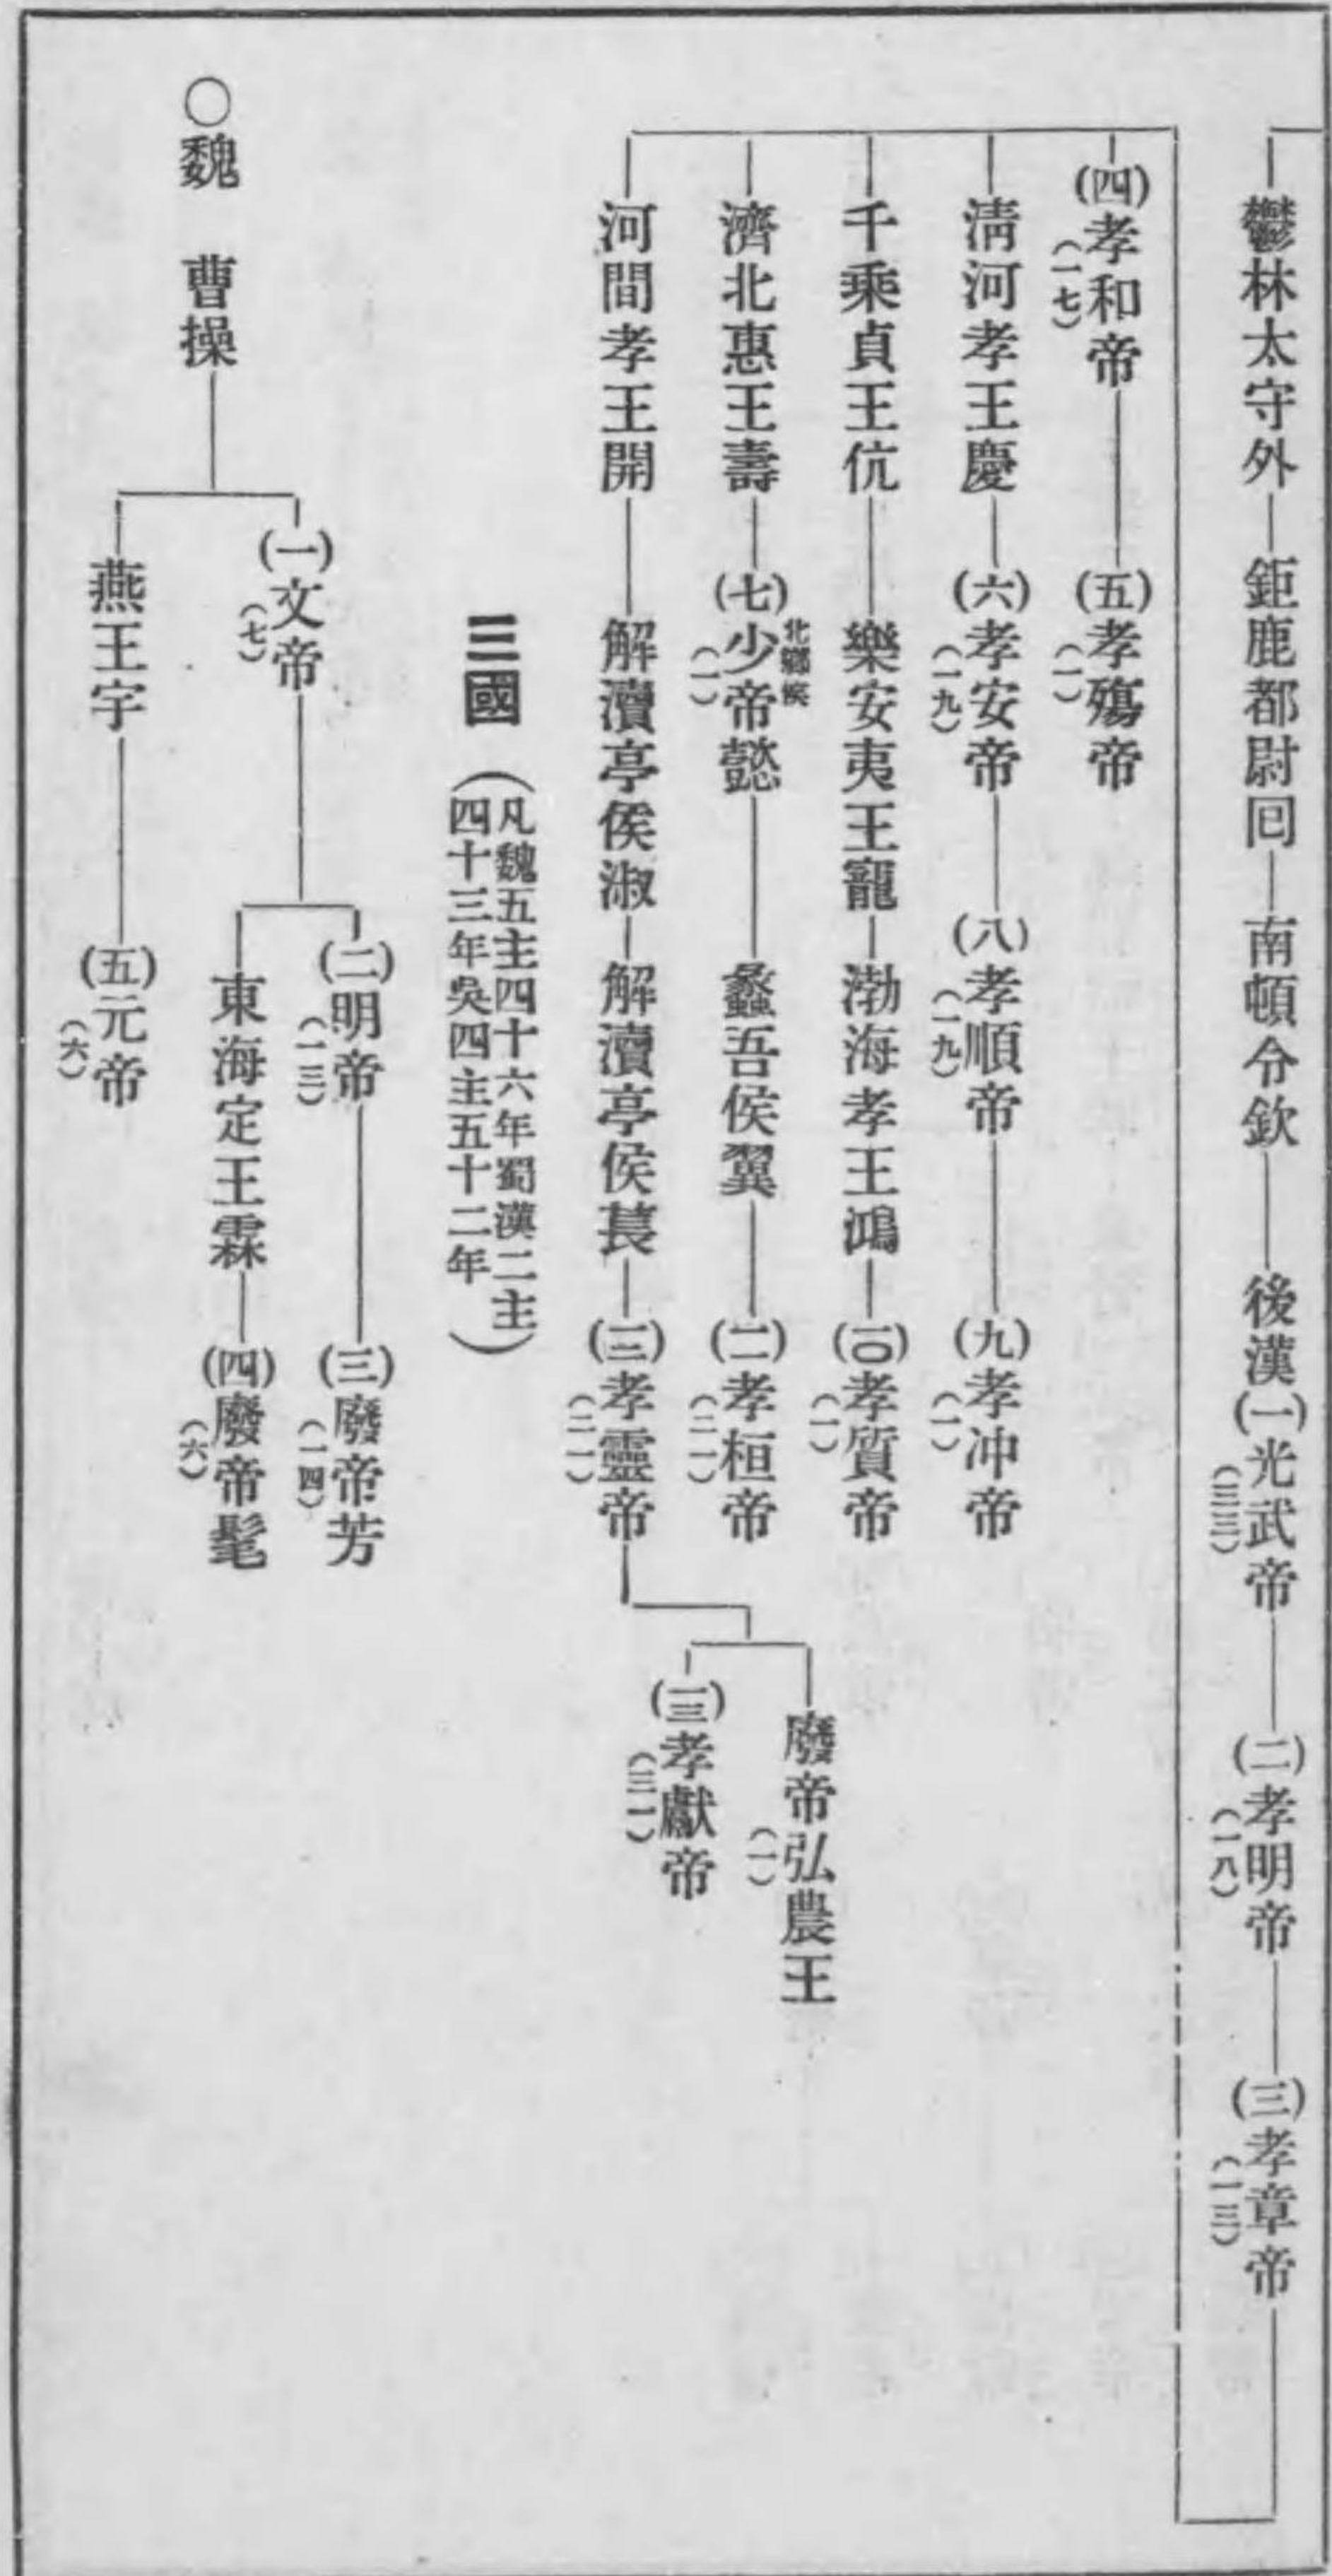 鬱林太守外 鉅鹿都尉囘 南頓令欽 後漢(一)光武帝(三三) (二)孝明帝(一八) (三)孝章帝(一三)
(四)孝和帝(一七) (五)孝殤帝(一)
淸河孝王慶 (六)孝安帝(一九) (八)孝順帝(一九) (九)孝冲帝(一)
千乘貞王伉 樂安夷王寵 渤海孝王鴻 (一〇)孝質帝(一)
濟北惠王壽 (七)少帝懿(一) 北鄕候 蠡吾侯翼 (一一)孝桓帝(二一)
河間孝王開 解瀆亭侯淑 解瀆亭侯萇 (一二)孝靈帝(二一)
廢帝弘農王(一)
(一三)孝獻帝(三一)
三國 (凡魏五主四十六年蜀漢二主
四十三年吳四主五十二年)
(二)明帝(一三) (三)廢帝芳(一四)
(一)文帝(七)
東海定王霖 (四)廢帝髦(六)
〇魏 曹操
燕王宇 (五)元帝(六)